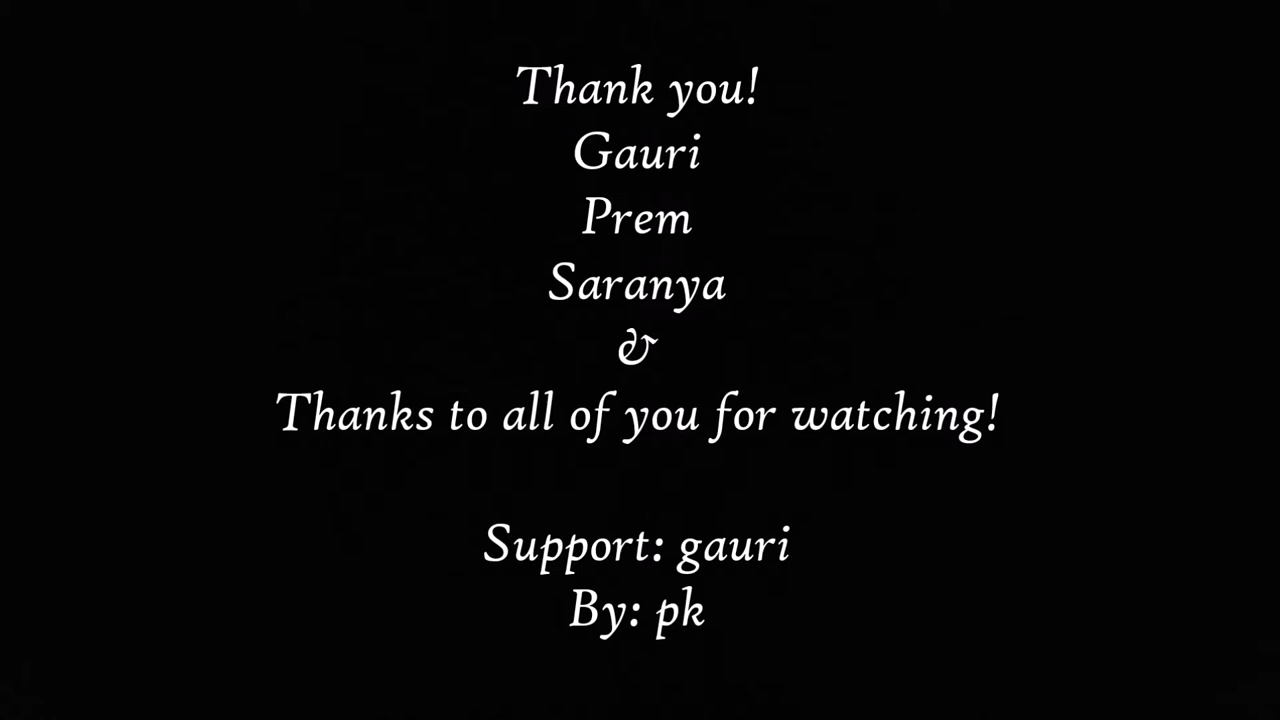 Thank you!
Gauri
Prem
Saranya
&
Thanks to all of you for watching!
Support: gauri
By: pk